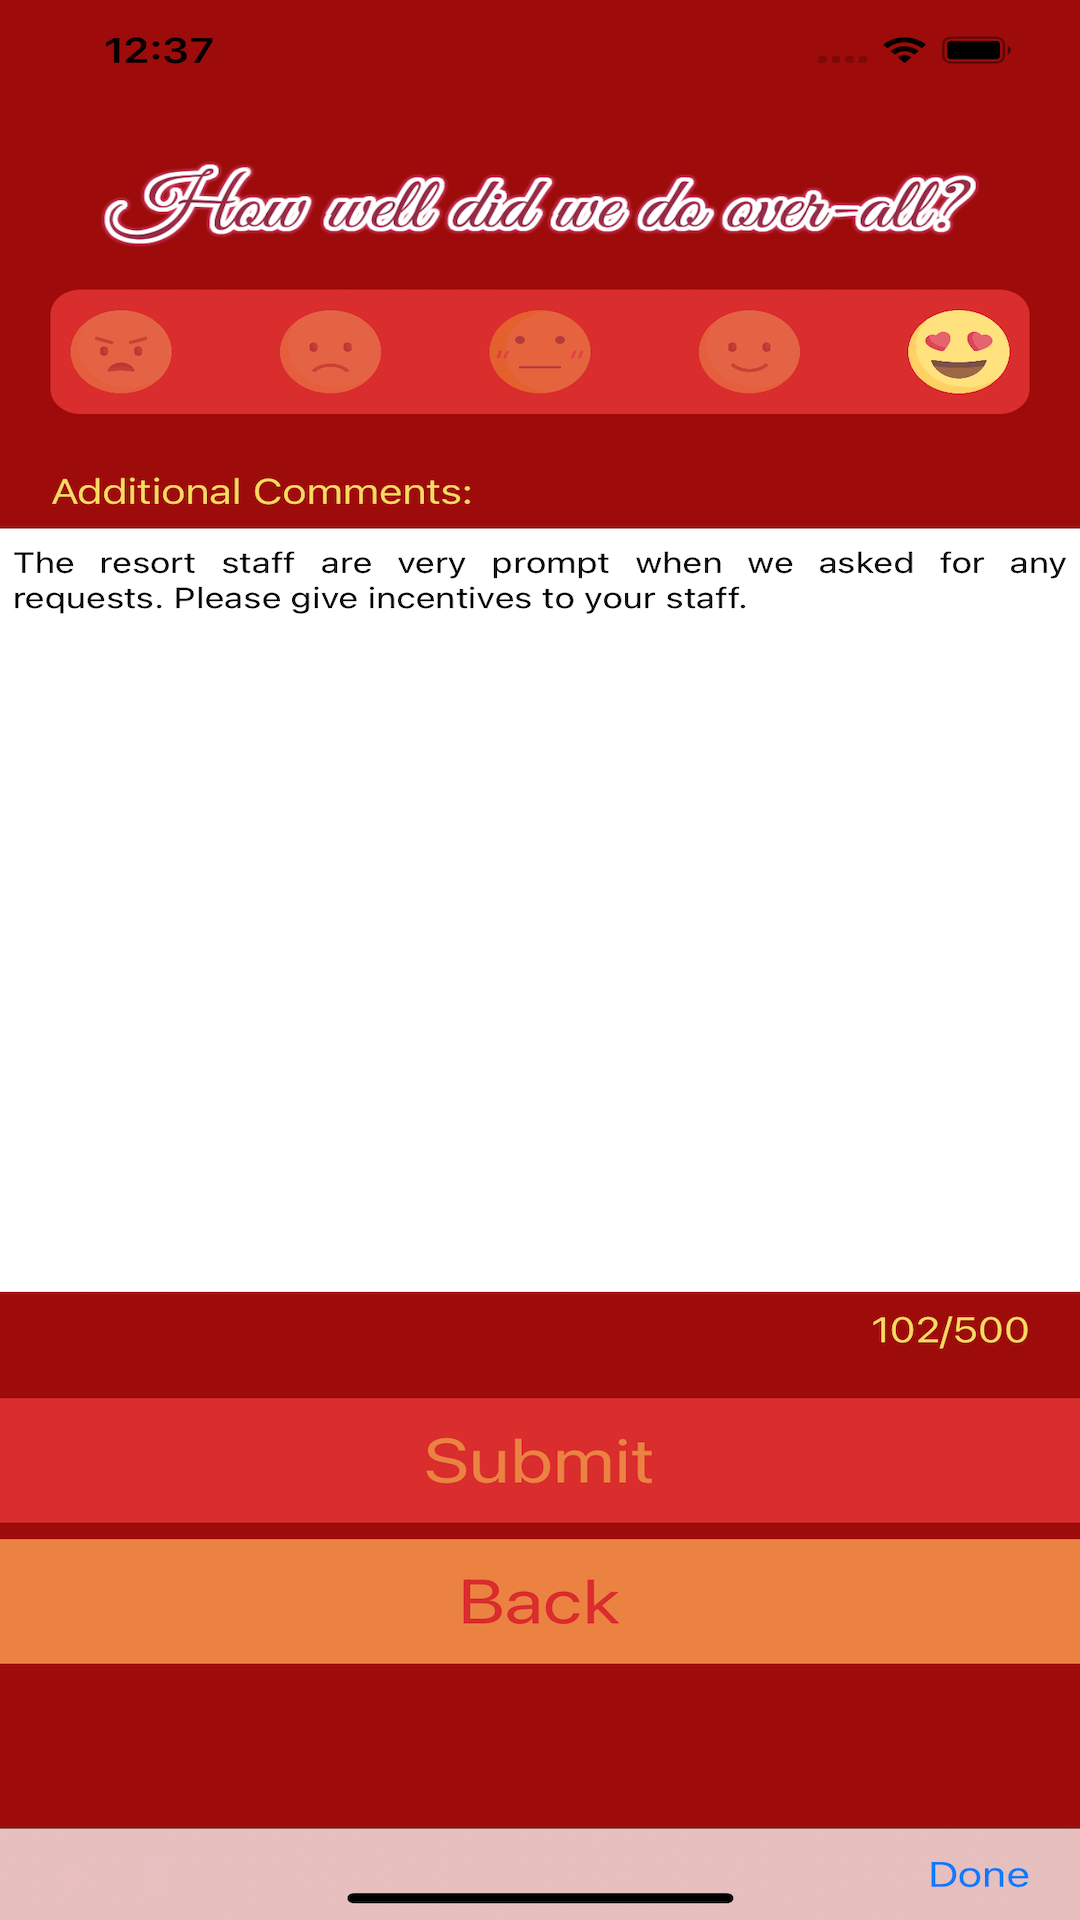 12:37
How well did we do over-all?
Additional Comments:
The resort staff are very prompt when we asked for any
requests. Please give incentives to your staff.
102/500
Submit
Back
Done